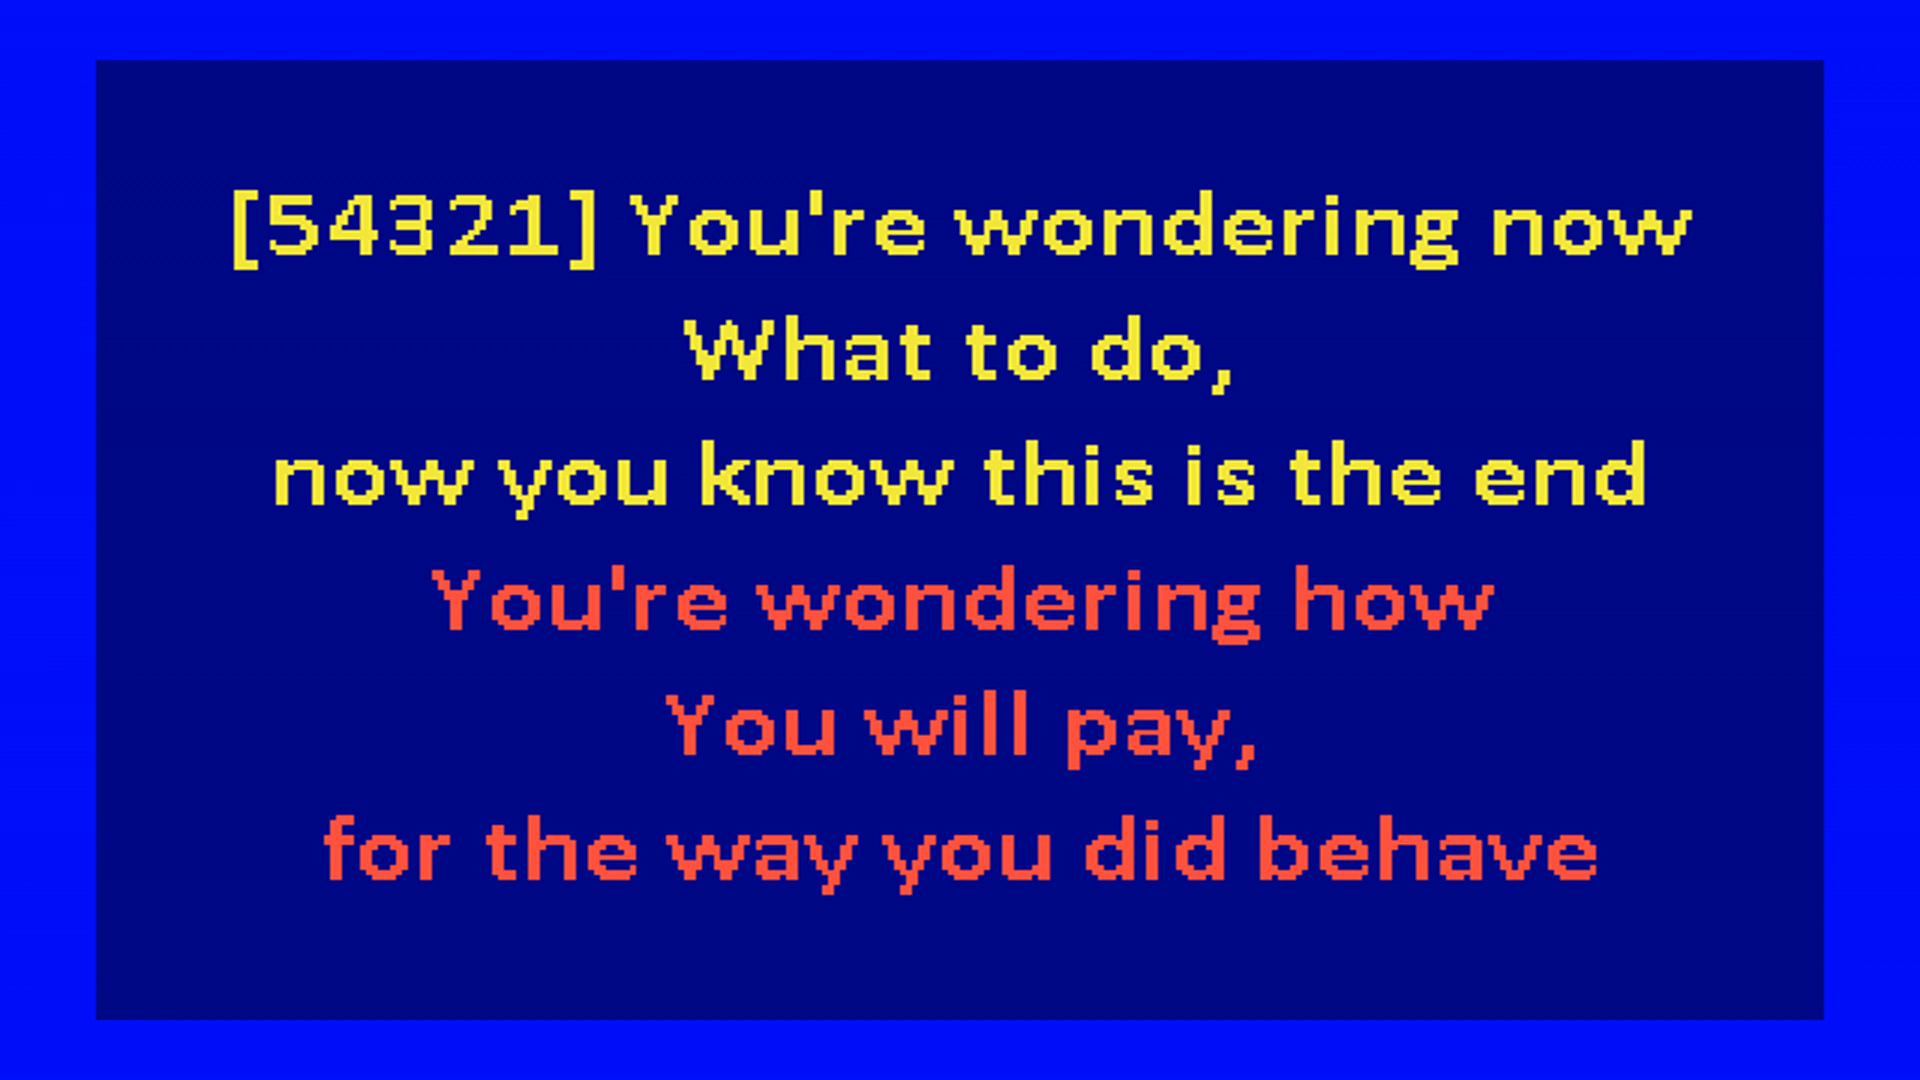 [54321] You're wondering now
What to do,
now you know this is the end
You're wondering how
You will pay,
for the way you did behave